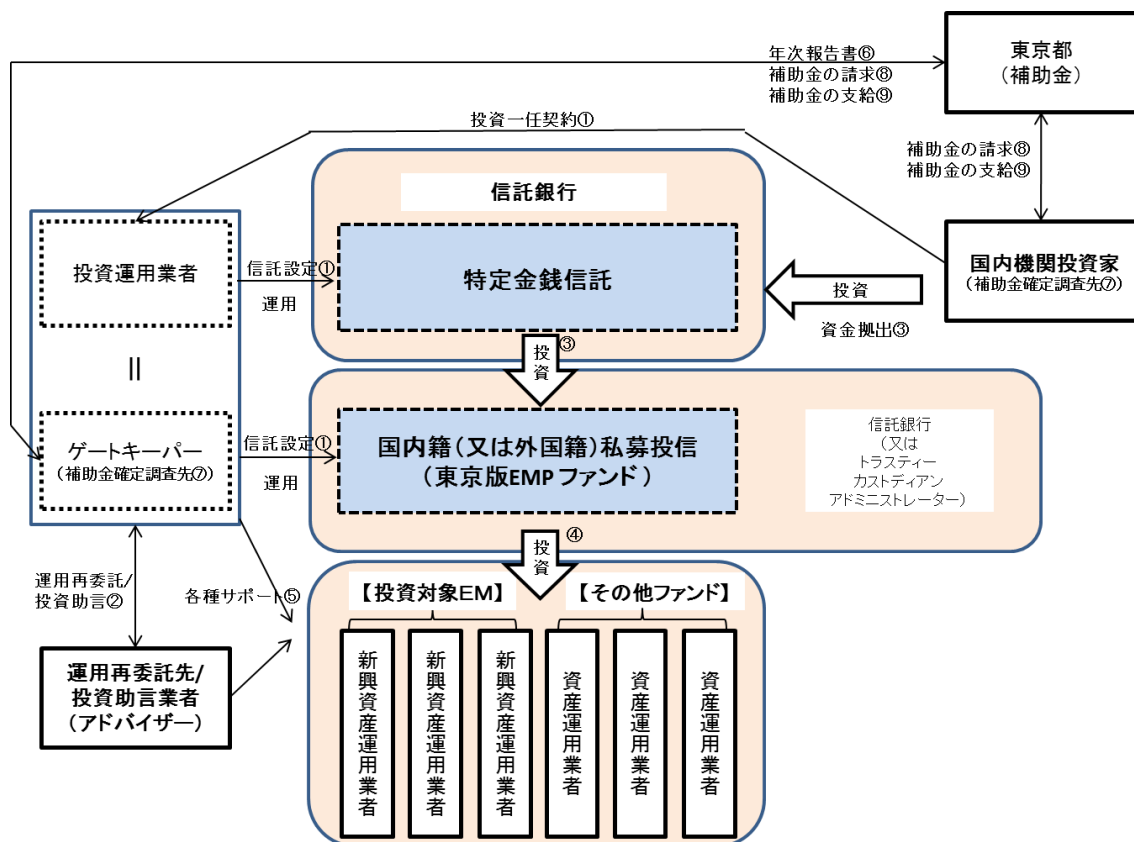 年次報告書⑥
補助金の請求⑧
補助金の支給⑨
東京都
（補助金）
投資一任契約①
補助金の請求⑧
補助金の支給⑨
信託銀行
投資運用業者
信託設定①
運用
特定金銭信託
投資
資金拠出③
国内機関投資家
(補助金確定調査先⑦)
||
投資
③
ゲートキーパー
(補助金確定調査先⑦)
信託設定①
運用
国内籍(又は外国籍)私募投信
(東京版EMPファンド)
信託銀行
(又は
トラスティー
カストディアン
アドミニストレーター)
投資
④
運用再委託/
投資助言②
各種サポート⑤
【投資対象EM】
【その他ファンド】
運用再委託先/
投資助言業者
(アドバイザー)
新興資産運用業者
新興資産運用業者
新興資産運用業者
資産運用業者
資産運用業者
資産運用業者